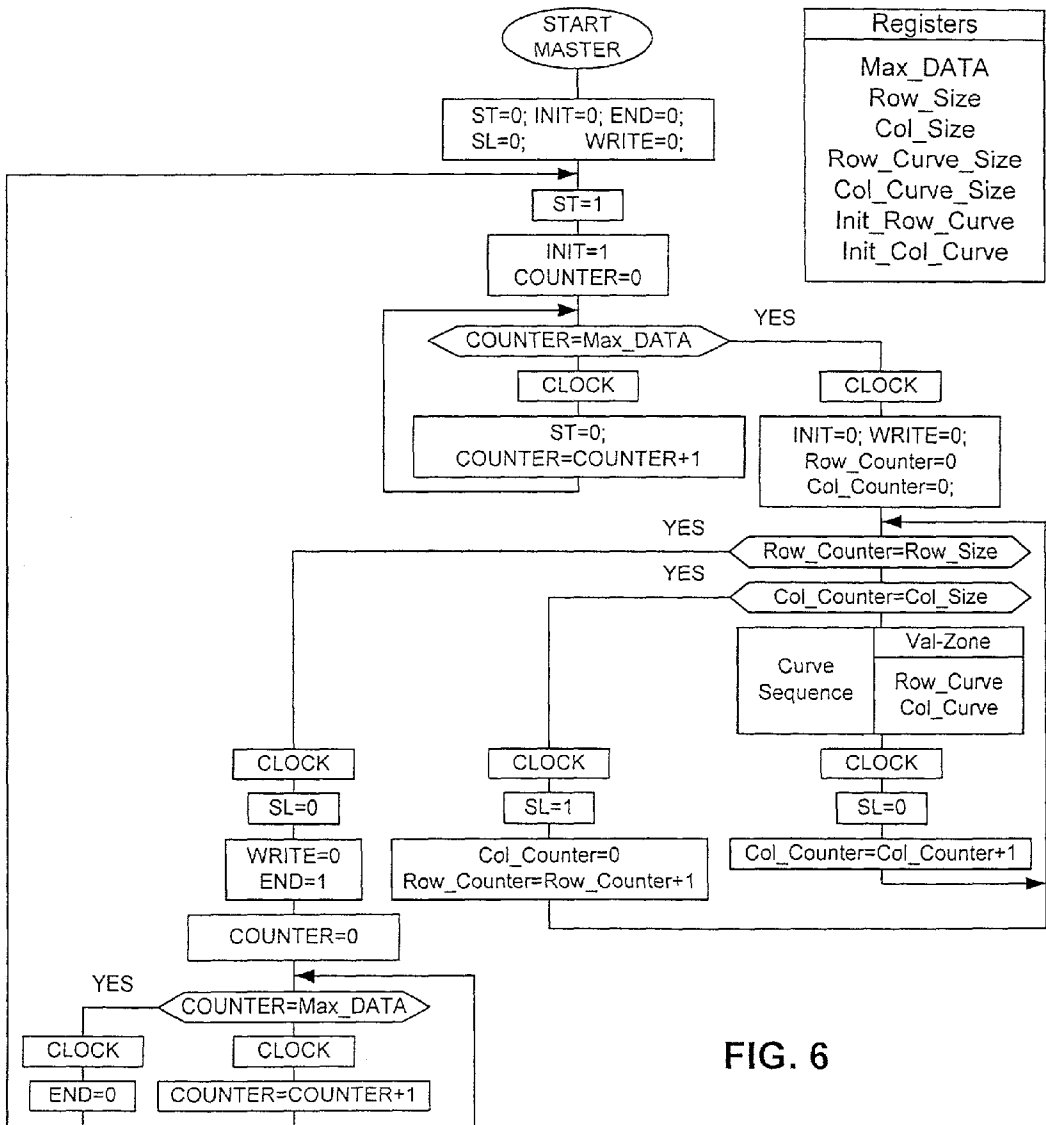 START
MASTER
Registers
Max_DATA
Row_Size
Col_Size
Row_Curve_Size
Col_Curve_Size
Init_Row_Curve
Init_Col_Curve
ST=0; INIT=0; END=0;
SL=0; WRITE=0;
ST=1
INIT=1
COUNTER=0
COUNTER=Max_DATA
YES
CLOCK
ST=0;
COUNTER=COUNTER+1
CLOCK
INIT=0; WRITE=0;
Row_Counter=0
Col_Counter=0;
YES
Row_Counter=Row_Size
YES
Col_Counter=Col_Size
Curve
Sequence
Val-Zone
Row_Curve
Col_Curve
CLOCK
SL=0
WRITE=0
END=1
COUNTER=0
CLOCK
SL=1
Col_Counter=0
Row_Counter=Row_Counter+1
CLOCK
SL=0
Col_Counter=Col_Counter+1
YES
COUNTER=Max_DATA
CLOCK
END=0
CLOCK
COUNTER=COUNTER+1
FIG. 6